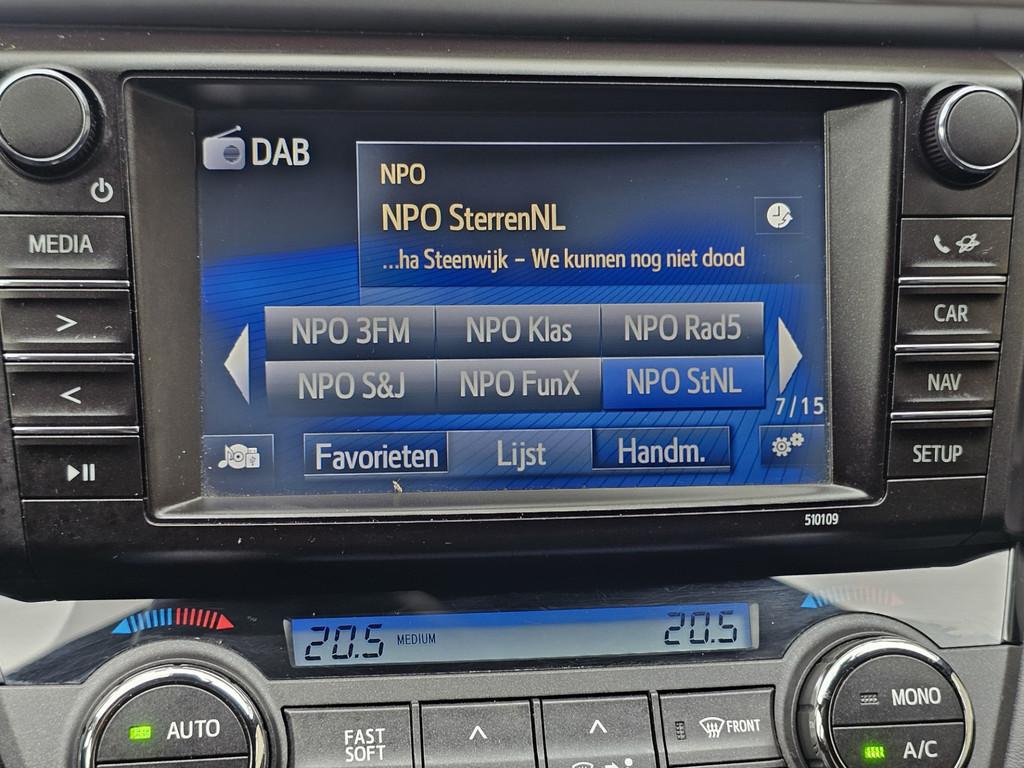 DAB
NPO
NPO SterrenNL
...ha Steenwijk – We kunnen nog niet dood
MEDIA
>
<
CAR
NAV
SETUP
NPO 3FM NPO Klas NPO Rad5
NPO S&J NPO FunX NPO StNL
7/15
Favorieten Lijst Handm.
510109
20.5 MEDIUM 20.5
AUTO
FAST
SOFT
FRONT
MONO
A/C